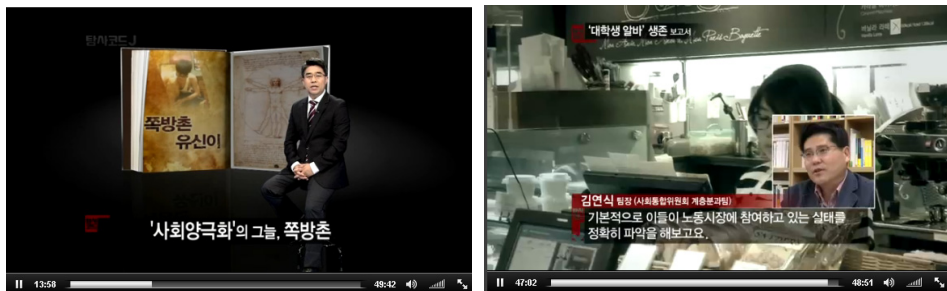 탐사코드J
쪽방촌
유신이
'사회양극화'의 그늘, 쪽방촌
13:58
49:42
'대학생 알바' 생존 보고서
Paris Baguette
김연식 팀장 (사회통합위원회 계층분과팀)
기본적으로 이들이 노동시장에 참여하고 있는 실태를
정확히 파악을 해보고요.
47:02
48:51